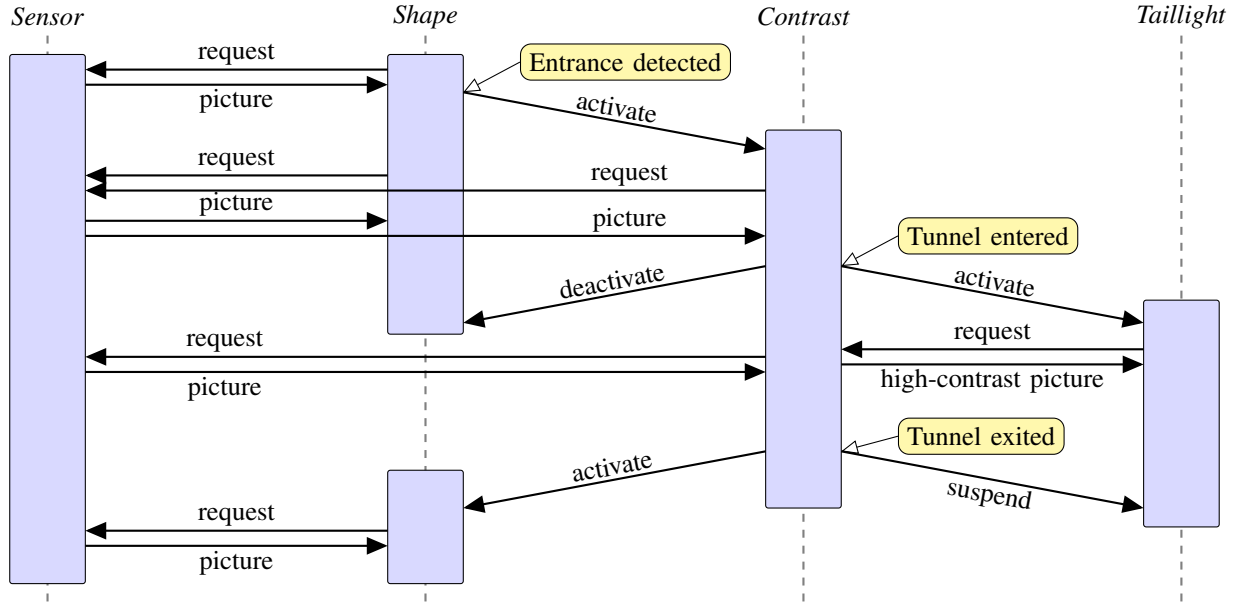 Sensor
Shape
Contrast
Taillight
request
Entrance detected
picture
activate
request
request
picture
picture
Tunnel entered
deactivate
activate
request
request
picture
high-contrast picture
Tunnel exited
activate
suspend
request
picture